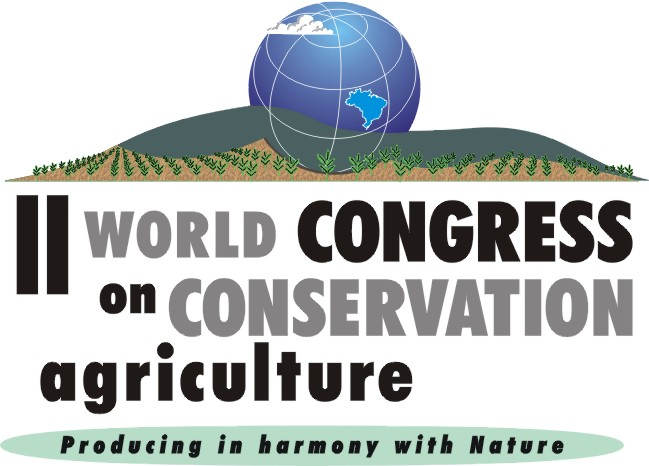 II WORLD CONGRESS
on CONSERVATION
agriculture
Producing in harmony with Nature